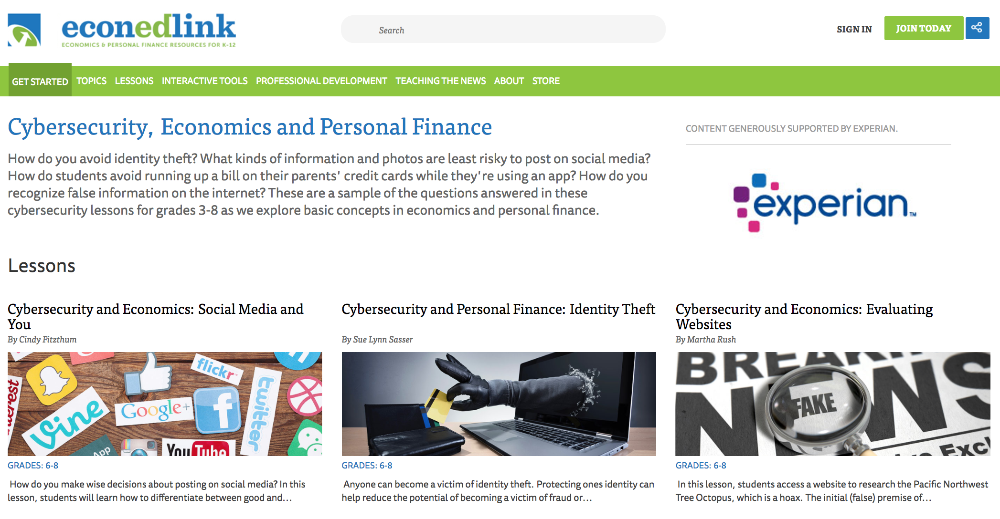 econedlink
ECONOMICS & PERSONAL FINANCE RESOURCES FOR K-12
Search
SIGN IN
JOIN TODAY
GET STARTED
TOPICS
LESSONS
INTERACTIVE TOOLS
PROFESSIONAL DEVELOPMENT
TEACHING THE NEWS
ABOUT
STORE
Cybersecurity, Economics and Personal Finance
How do you avoid identity theft? What kinds of information and photos are least risky to post on social media?
How do students avoid running up a bill on their parents' credit cards while they're using an app? How do you
recognize false information on the internet? These are a sample of the questions answered in these
cybersecurity lessons for grades 3-8 as we explore basic concepts in economics and personal finance.
CONTENT GENEROUSLY SUPPORTED BY EXPERIAN.
experian™
Lessons
Cybersecurity and Economics: Social Media and
You
By Cindy Fitzthum
flickr™
twitter
Google+
vine
f
App
You Tube
GRADES: 6-8
How do you make wise decisions about posting on social media? In this
lesson, students will learn how to differentiate between good and...
Cybersecurity and Personal Finance: Identity Theft
By Sue Lynn Sasser
GRADES: 6-8
Anyone can become a victim of identity theft. Protecting ones identity can
help reduce the potential of becoming a victim of fraud or...
Cybersecurity and Economics: Evaluating
Websites
By Martha Rush
BREAKI
NEWS
FAKE
Excl
GRADES: 6-8
In this lesson, students access a website to research the Pacific Northwest
Tree Octopus, which is a hoax. The initial (false) premise of...